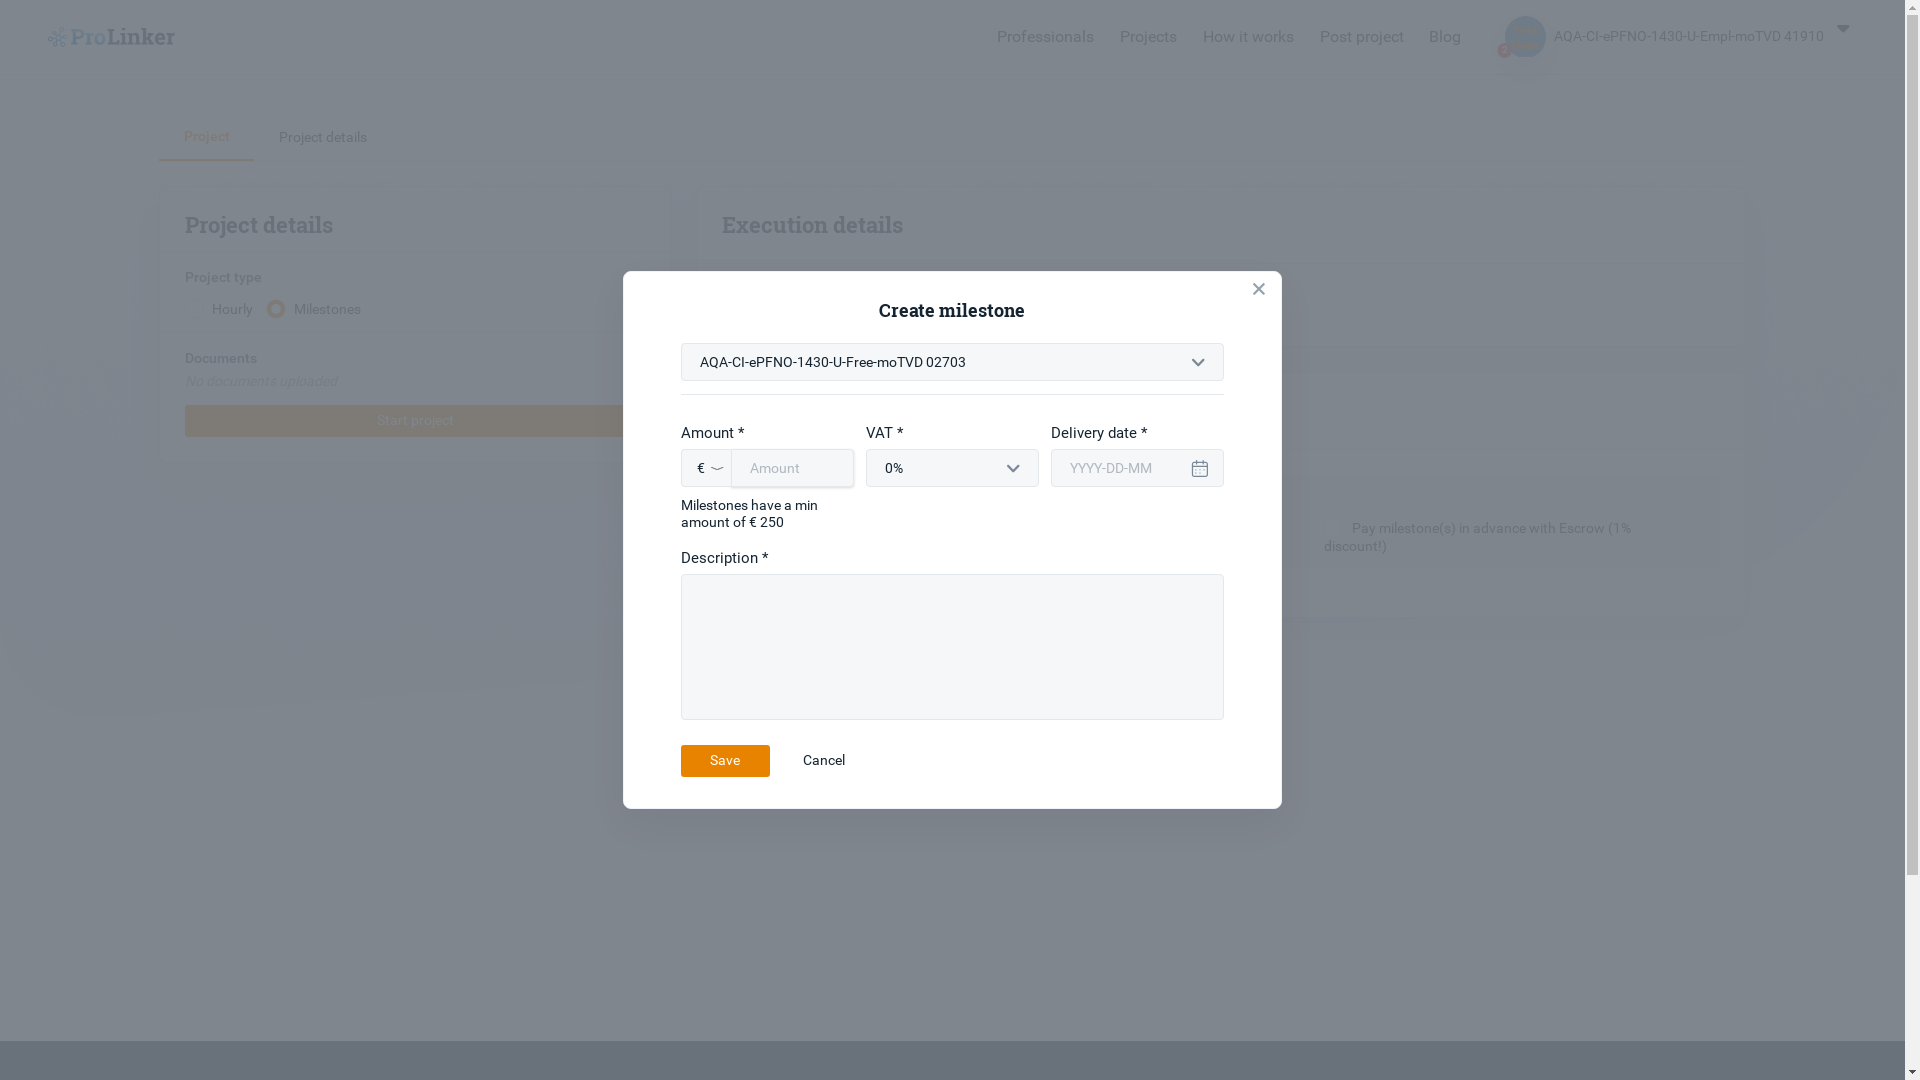 ProLinker
Professionals
Projects
How it works
Post project
Blog
2
AQA-CI-ePFNO-1430-U-Empl-moTVD 41910
Project
Project details
Project details
Project type
Hourly
Milestones
Documents
No documents uploaded
Start project
Execution details
Pay milestone(s) in advance with Escrow (1%
discount!)
Create milestone
AQA-CI-ePFNO-1430-U-Free-moTVD 02703
Amount *
VAT *
Delivery date *
€
Amount
0%
YYYY-DD-MM
Milestones have a min
amount of € 250
Description *
Save
Cancel